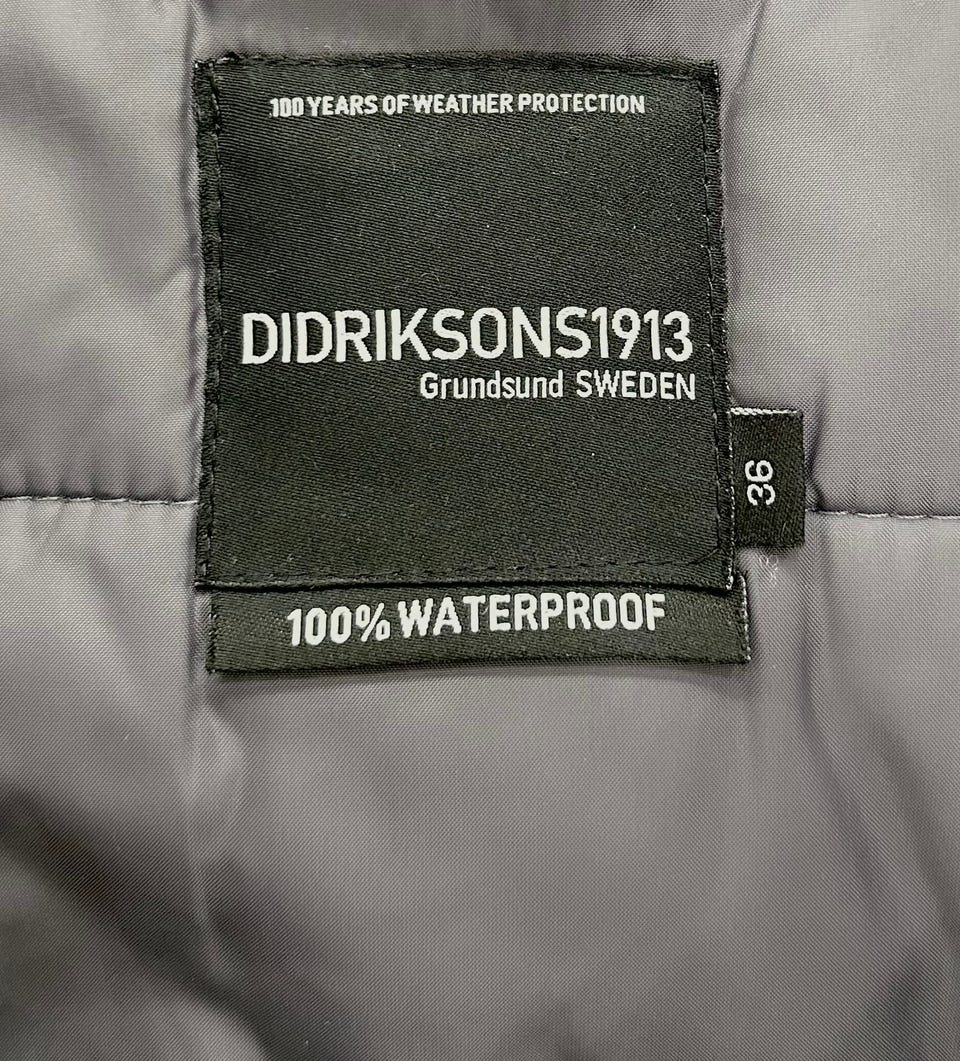 100 YEARS OF WEATHER PROTECTION
DIDRIKSONS1913
Grundsund SWEDEN
36
100% WATERPROOF